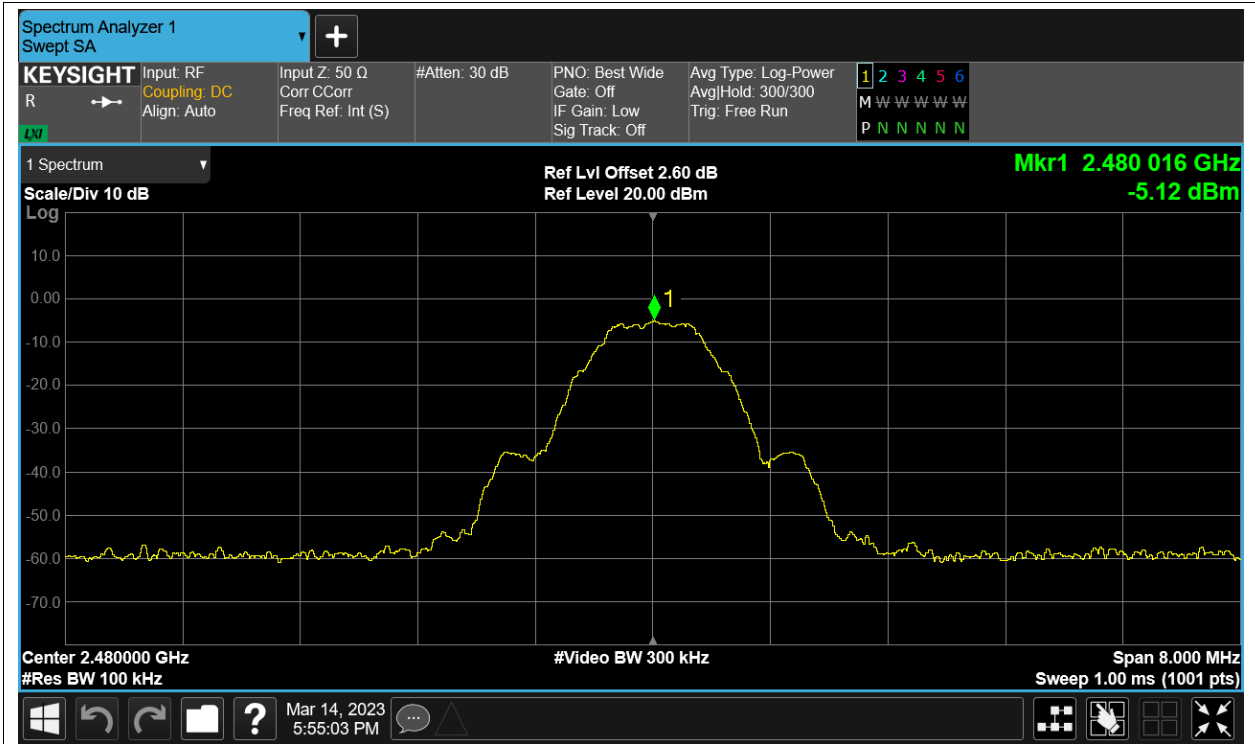 Spectrum Analyzer 1
Swept SA
KEYSIGHT
R
LXI
Input: RF
Coupling: DC
Align: Auto
Input Z: 50 Ω
Corr CCorr
Freq Ref: Int (S)
#Atten: 30 dB
PNO: Best Wide
Gate: Off
IF Gain: Low
Sig Track: Off
Avg Type: Log-Power
Avg|Hold: 300/300
Trig: Free Run
1 2 3 4 5 6
M W W W W W
P N N N N N
1 Spectrum
Scale/Div 10 dB
Log
Ref Lvl Offset 2.60 dB
Ref Level 20.00 dBm
Mkr1 2.480 016 GHz
-5.12 dBm
10.0
0.00
1
-10.0
-20.0
-30.0
-40.0
-50.0
-60.0
-70.0
Center 2.480000 GHz
#Res BW 100 kHz
#Video BW 300 kHz
Span 8.000 MHz
Sweep 1.00 ms (1001 pts)
?
Mar 14, 2023
5:55:03 PM